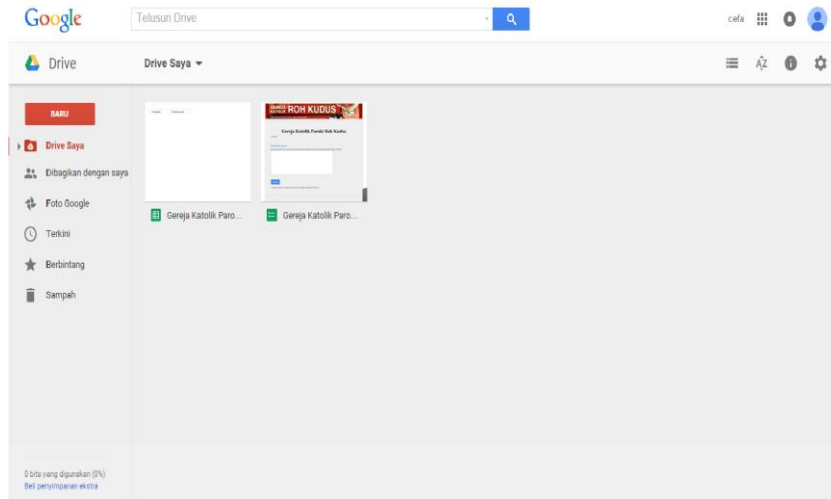 Google
Telusuri Drive
cefa
Drive
Drive Saya
AZ
BARU
Drive Saya
Dibagikan dengan saya
Foto Google
Terkini
Berbintang
Sampah
ROH KUDUS
Gereja Katolik Paroki Roh Kudus
Gereja Katolik Paro...
Gereja Katolik Paro...
0 bita yang digunakan (0%)
Beli penyimpanan ekstra